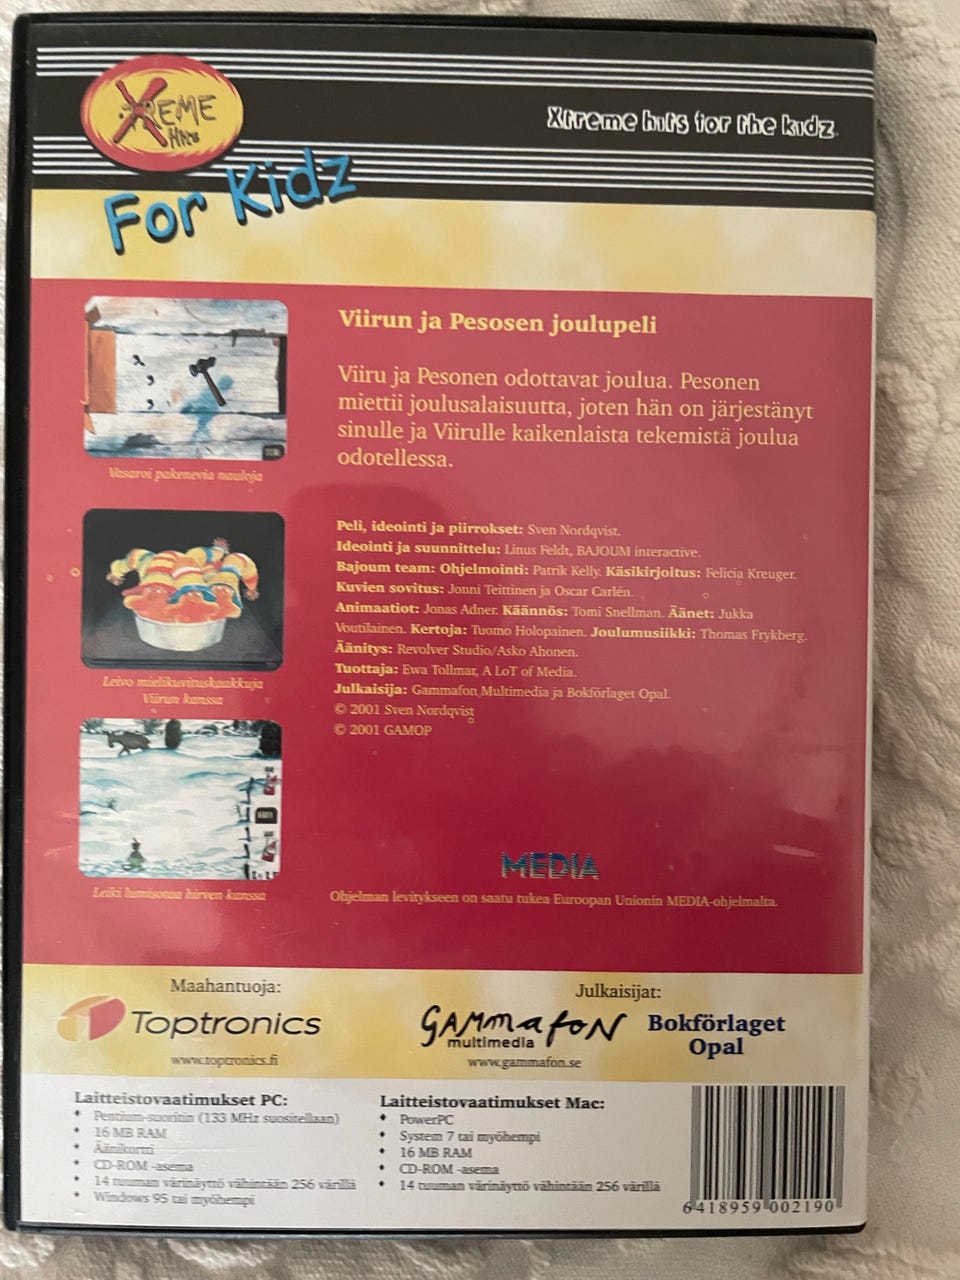 XTREME
Hits
For Kidz
Xtreme hits for the kidz
Viirun ja Pesosen joulupeli
Viiru ja Pesonen odottavat joulua. Pesonen
miettii joulusalaisuutta, joten hän on järjestänyt
sinulle ja Viirulle kaikenlaista tekemistä joulua
odotellessa.
Vasaroi pakenevia nauloja
Leivo mielikuvituskaakkuja
Viirun kanssa
Leiki lumisotaa hirven kanssa
Peli, ideointi ja piirrokset: Sven Nordqvist.
Ideointi ja suunnittelu: Linus Feldt, BAJOUM interactive.
Bajoum team: Ohjelmointi: Patrik Kelly. Käsikirjoitus: Felicia Kreuger.
Kuvien sovitus: Jonni Teittinen ja Oscar Carlén.
Animaatiot: Jonas Adner. Käännös: Tomi Snellman. Äänet: Jukka
Voutilainen. Kertoja: Tuomo Holopainen. Joulumusiikki: Thomas Frykberg.
Äänitys: Revolver Studio/Asko Ahonen.
Tuottaja: Ewa Tollmar, A LoT of Media.
Julkaisija: Gammafon Multimedia ja Bokförlaget Opal.
© 2001 Sven Nordqvist
© 2001 GAMOP
MEDIA
Ohjelman levitykseen on saatu tukea Euroopan Unionin MEDIA-ohjelmalta.
Maahantuoja:
Toptronics
www.toptronics.fi
Julkaisijat:
GAMMAfON
multimedia
www.gammafon.se
Bokförlaget
Opal
Laitteistovaatimukset PC:
• Pentium-suoritin (133 MHz suositellaan)
• 16 MB RAM
• Äänikortti
• CD-ROM -asema
• 14 tuuman värinäyttö vähintään 256 värillä
• Windows 95 tai myöhempi
Laitteistovaatimukset Mac:
• PowerPC
• System 7 tai myöhempi
• 16 MB RAM
• CD-ROM -asema
• 14 tuuman värinäyttö vähintään 256 värillä
6 418959 002190